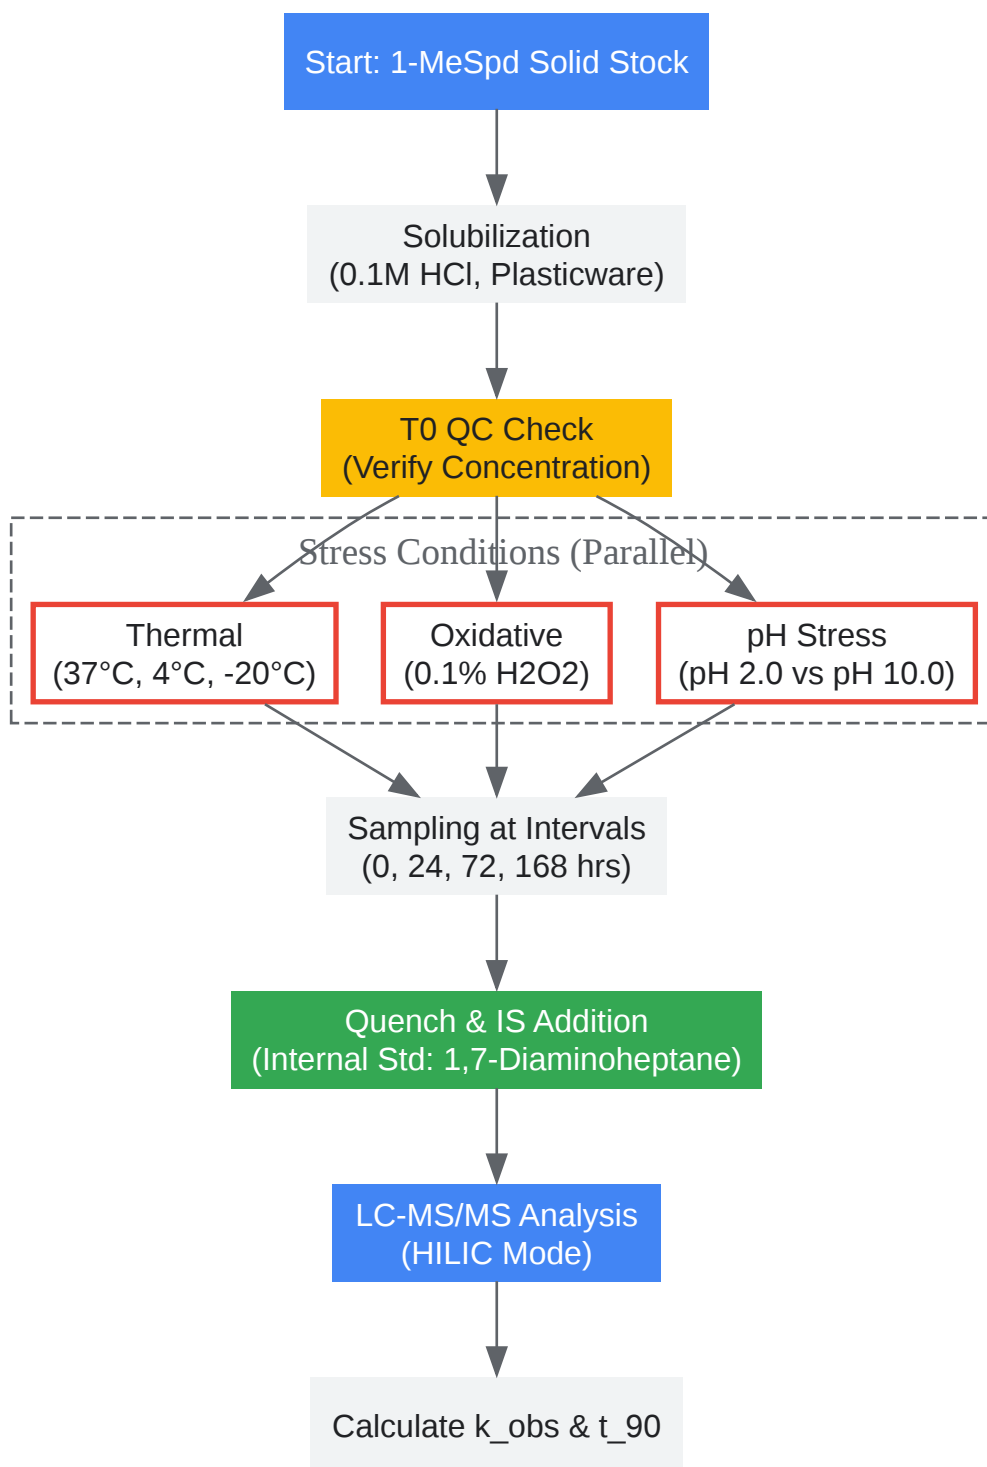 Start: 1-MeSpd Solid Stock
Solubilization
(0.1M HCl, Plasticware)
T0 QC Check
(Verify Concentration)
Stress Conditions (Parallel)
Thermal
(37°C, 4°C, -20°C)
Oxidative
(0.1% H2O2)
pH Stress
(pH 2.0 vs pH 10.0)
Sampling at Intervals
(0, 24, 72, 168 hrs)
Quench & IS Addition
(Internal Std: 1,7-Diaminoheptane)
LC-MS/MS Analysis
(HILIC Mode)
Calculate k_obs & t_90